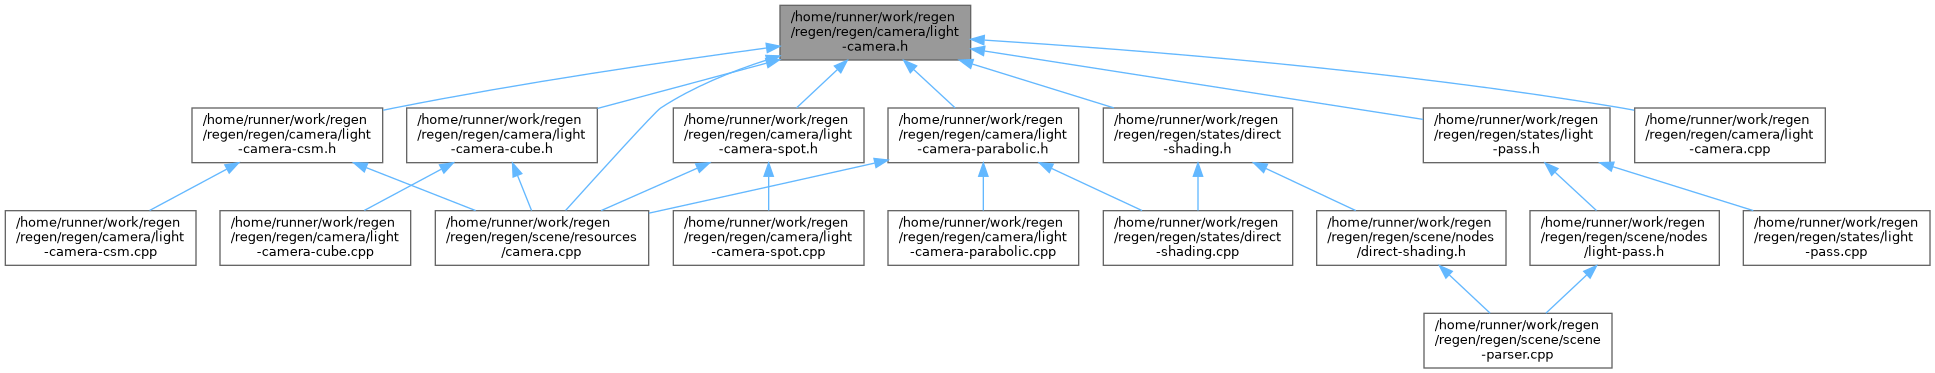 /home/runner/work/regen
/regen/regen/camera/light
-camera.h
/home/runner/work/regen
/regen/regen/camera/light
-camera-csm.h
/home/runner/work/regen
/regen/regen/camera/light
-camera-cube.h
/home/runner/work/regen
/regen/regen/camera/light
-camera-spot.h
/home/runner/work/regen
/regen/regen/camera/light
-camera-parabolic.h
/home/runner/work/regen
/regen/regen/states/direct
-shading.h
/home/runner/work/regen
/regen/regen/states/light
-pass.h
/home/runner/work/regen
/regen/regen/camera/light
-camera.cpp
/home/runner/work/regen
/regen/regen/camera/light
-camera-csm.cpp
/home/runner/work/regen
/regen/regen/camera/light
-camera-cube.cpp
/home/runner/work/regen
/regen/regen/scene/resources
/camera.cpp
/home/runner/work/regen
/regen/regen/camera/light
-camera-spot.cpp
/home/runner/work/regen
/regen/regen/camera/light
-camera-parabolic.cpp
/home/runner/work/regen
/regen/regen/states/direct
-shading.cpp
/home/runner/work/regen
/regen/regen/scene/nodes
/direct-shading.h
/home/runner/work/regen
/regen/regen/scene/nodes
/light-pass.h
/home/runner/work/regen
/regen/regen/states/light
-pass.cpp
/home/runner/work/regen
/regen/regen/scene/scene
-parser.cpp